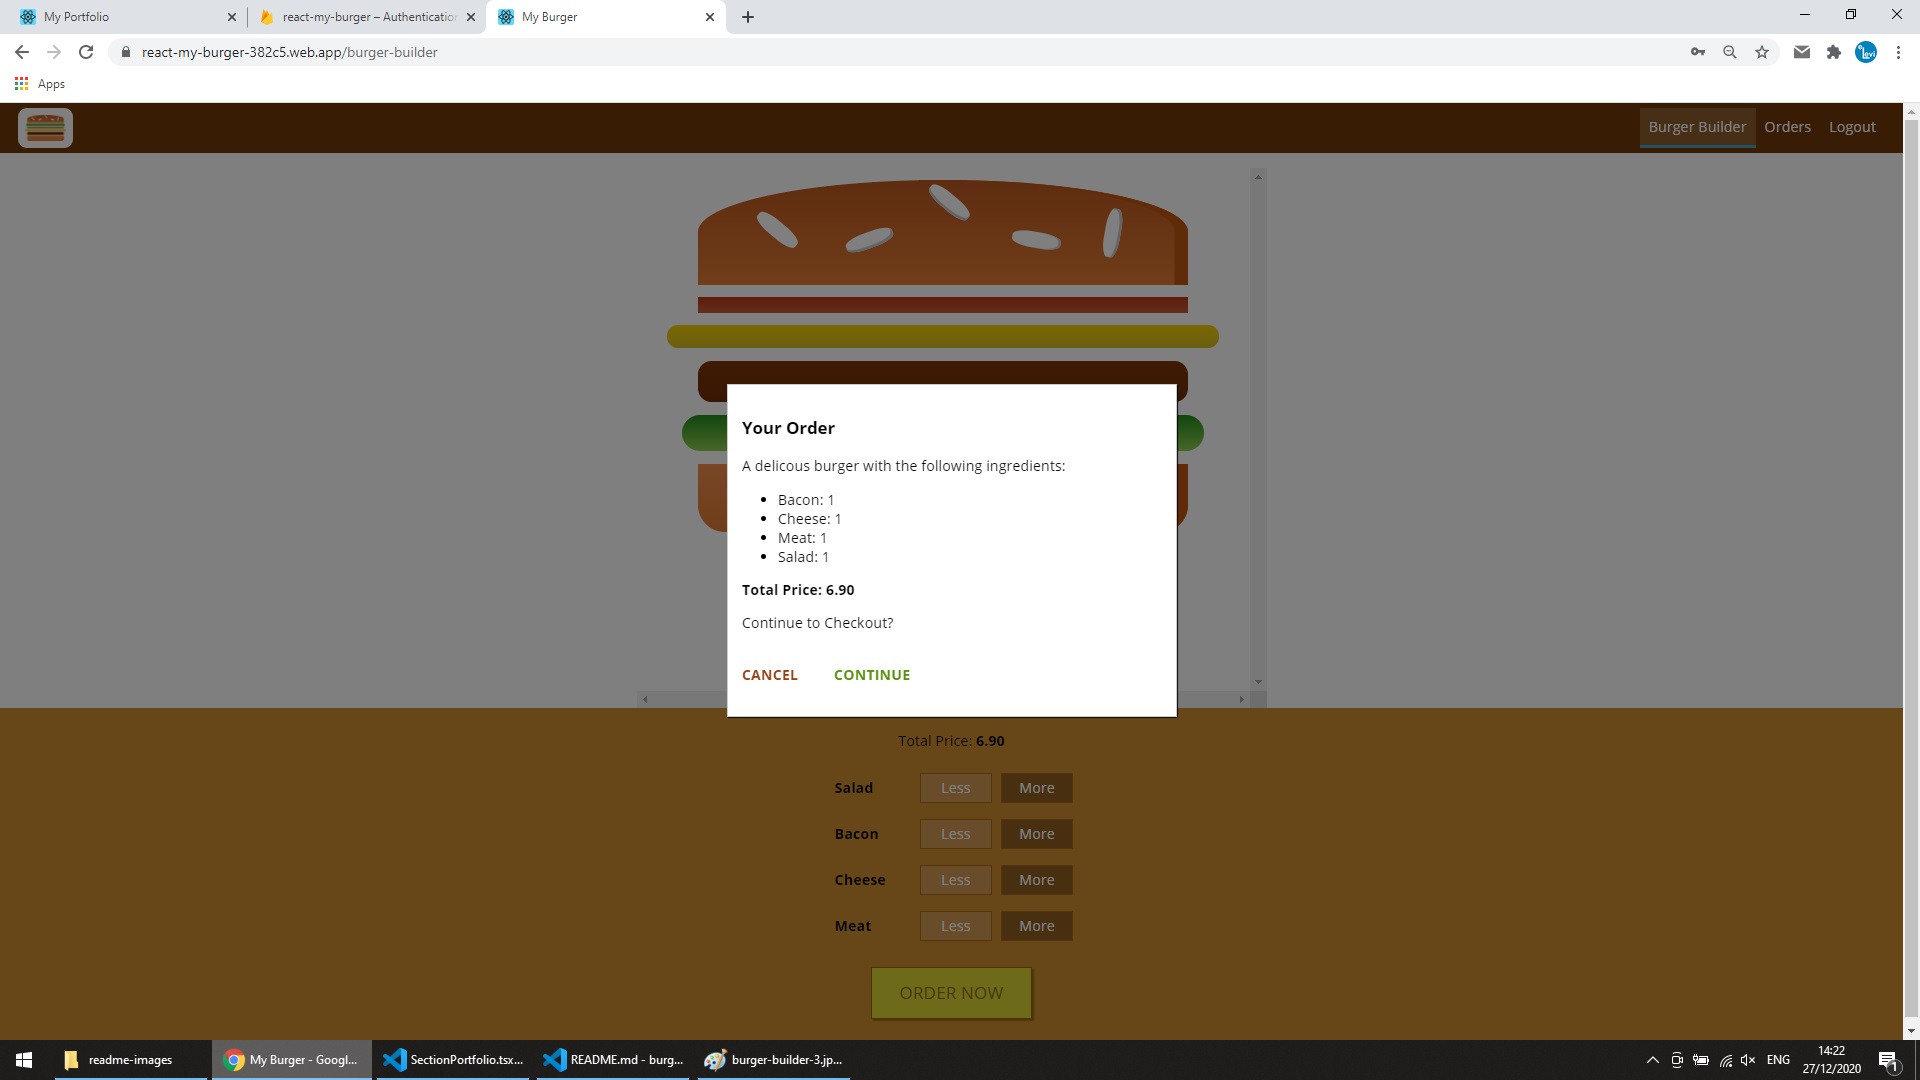 My Portfolio
react-my-burger – Authentication
My Burger
react-my-burger-382c5.web.app/burger-builder
Levi
Apps
Burger Builder
Orders
Logout
Your Order
A delicous burger with the following ingredients:
Bacon: 1
Cheese: 1
Meat: 1
Salad: 1
Total Price: 6.90
Continue to Checkout?
CANCEL CONTINUE
Total Price: 6.90
Salad Less More
Bacon Less More
Cheese Less More
Meat Less More
ORDER NOW
readme-images
My Burger - Googl...
SectionPortfolio.tsx...
README.md - burg...
burger-builder-3.jp...
ENG
14:22
27/12/2020
1